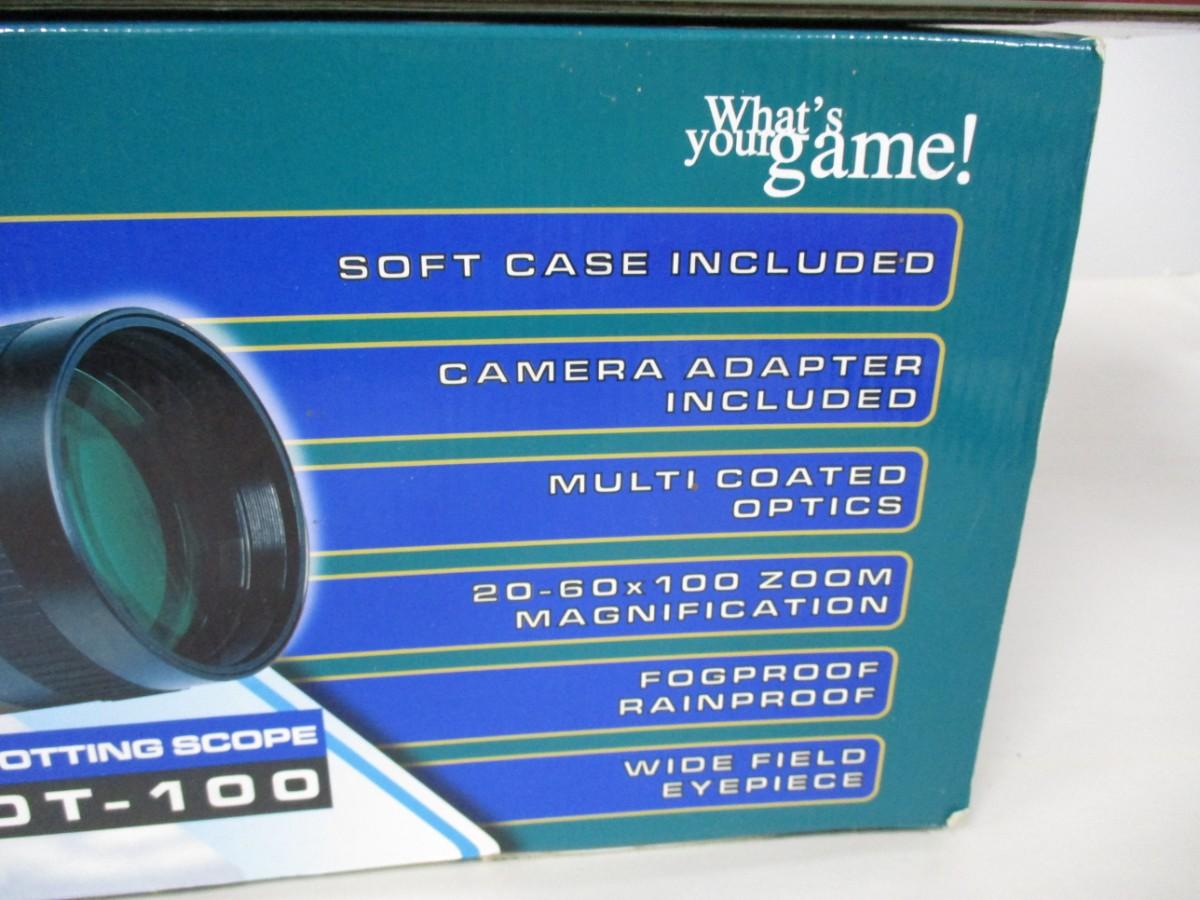 What's
your game!
SOFT CASE INCLUDED
CAMERA ADAPTER
INCLUDED
MULTI COATED
OPTICS
20-60x100 ZOOM
MAGNIFICATION
FOGPROOF
RAINPROOF
WIDE FIELD
EYEPIECE
OTTING SCOPE
OT-100